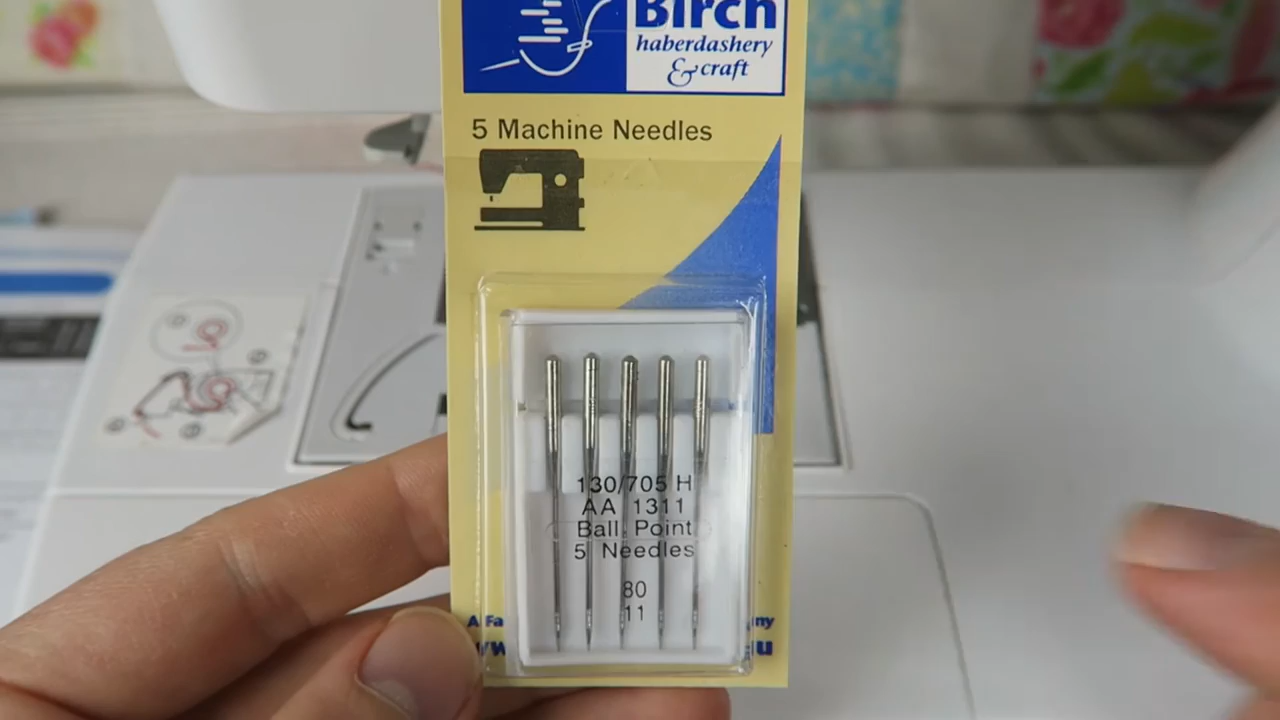 Birch
haberdashery
& craft
5 Machine Needles
130/705 H
AA 1311
Ball Point
5 Needles
80
11